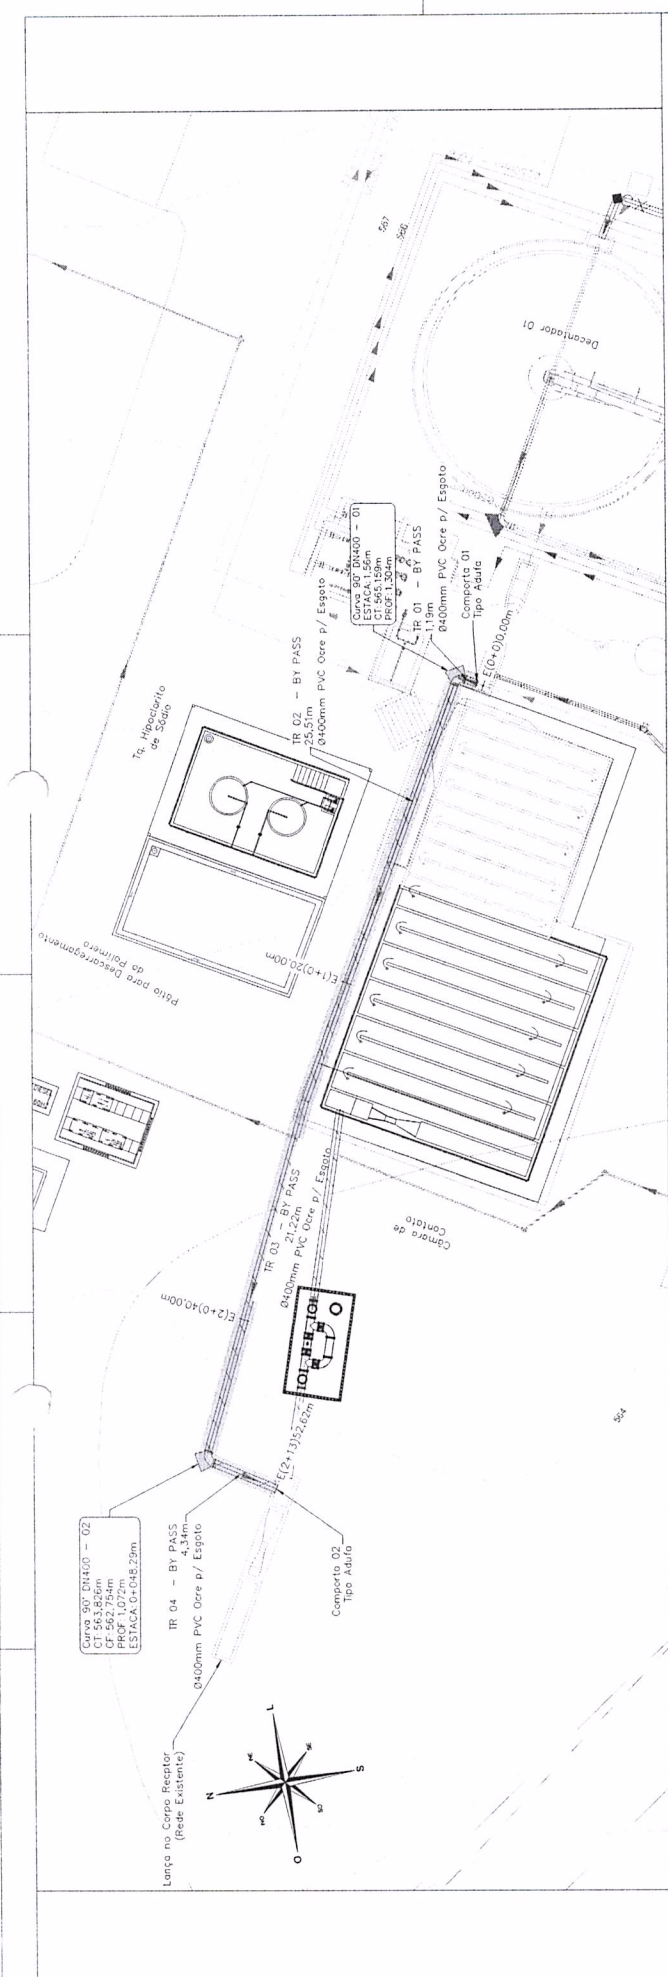 567
566
Decantador 01
Curva 90° DN400 - 01
ESTACA: 1,56m
CT: 565,159m
PROF: 1,304m
TR 01 - BY PASS
1,19m
Ø400mm PVC Ocre p/ Esgoto
Comporta 01
Tipo Adufa
E(0+0)0.00m
TR 02 - BY PASS
25,51m
Ø400mm PVC Ocre p/ Esgoto
Tq. Hipoclorito
de Sódio
Pátio para Descarregamento
do Polímero
E(1+0)20.00m
Câmara de
Contato
TR 03 - BY PASS
21,22m
Ø400mm PVC Ocre p/ Esgoto
E(2+0)40.00m
564
Curva 90° DN400 - 02
CT: 563,826m
CF: 562,754m
PROF: 1,072m
ESTACA: 0+048,29m
TR 04 - BY PASS
4,34m
Ø400mm PVC Ocre p/ Esgoto
E(2+13)52,62m
Comporta 02
Tipo Adufa
Lança no Corpo Recptor
(Rede Existente)
N
NE
L
SE
S
SO
O
NO